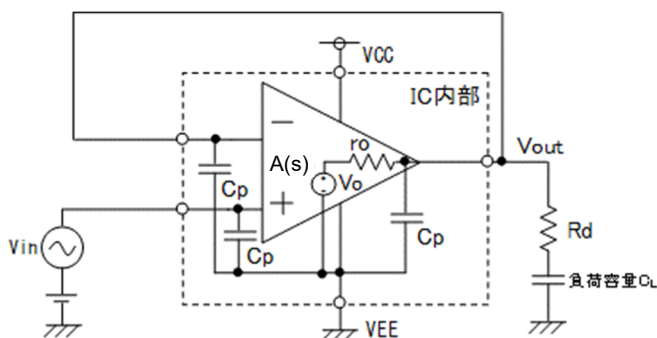 VCC
IC内部
ro
Vout
−
A(s)
Vo
Cp
+
Cp
Cp
Rd
Vin
負荷容量CL
VEE